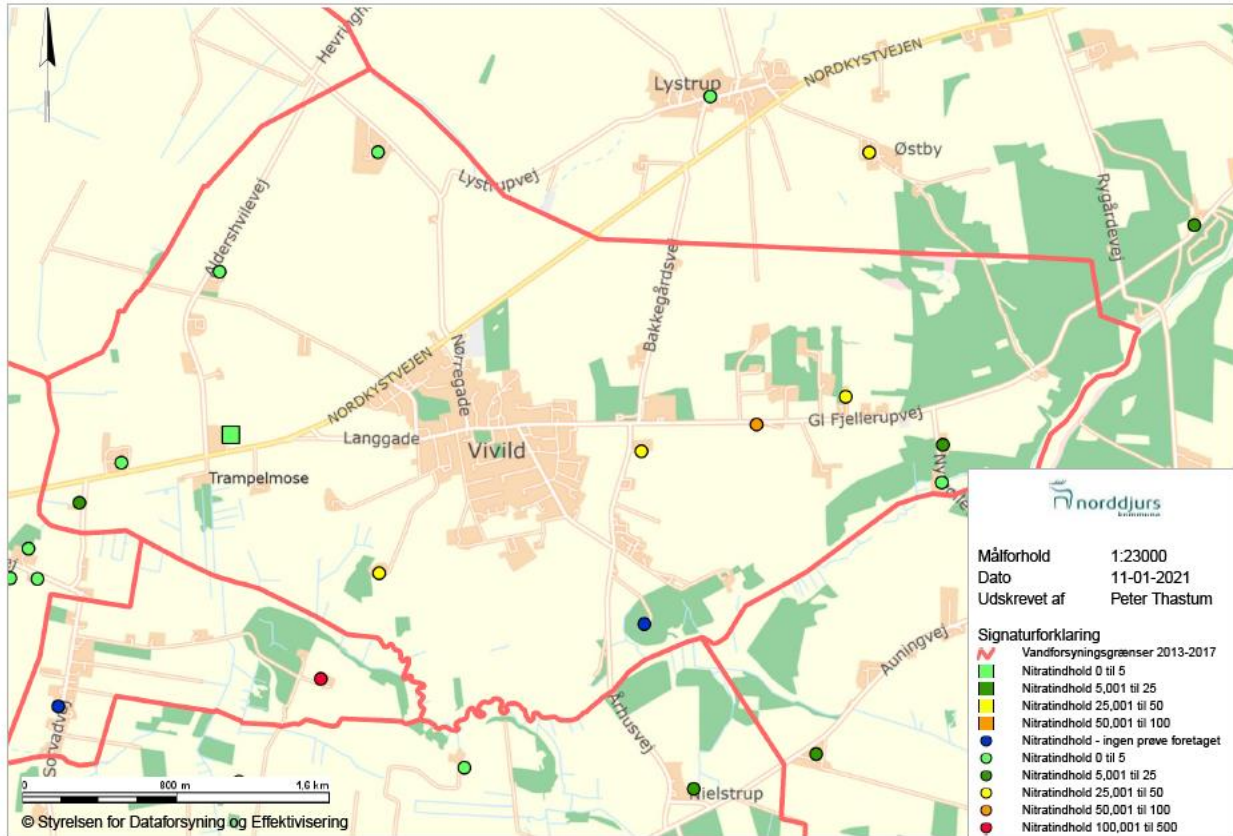 Hevringh
Lystrup
NORDKYSTVEJEN
Østby
Lystrupvej
Rygårdevej
Aldershvilevej
Bakkegårdsvej
Nørregade
NORDKYSTVEJEN
Gl Fjellerupvej
Langgade
Vivild
Trampelmose
Auningvej
Århusvej
Sorvadvej
Nielstrup
0 800 m 1,6 km
© Styrelsen for Dataforsyning og Effektivisering
norddjurs
kommune
Målforhold 1:23000
Dato 11-01-2021
Udskrevet af Peter Thastum
Signaturforklaring
Vandforsyningsgrænser 2013-2017
Nitratindhold 0 til 5
Nitratindhold 5,001 til 25
Nitratindhold 25,001 til 50
Nitratindhold 50,001 til 100
Nitratindhold - ingen prøve foretaget
Nitratindhold 0 til 5
Nitratindhold 5,001 til 25
Nitratindhold 25,001 til 50
Nitratindhold 50,001 til 100
Nitratindhold 100,001 til 500